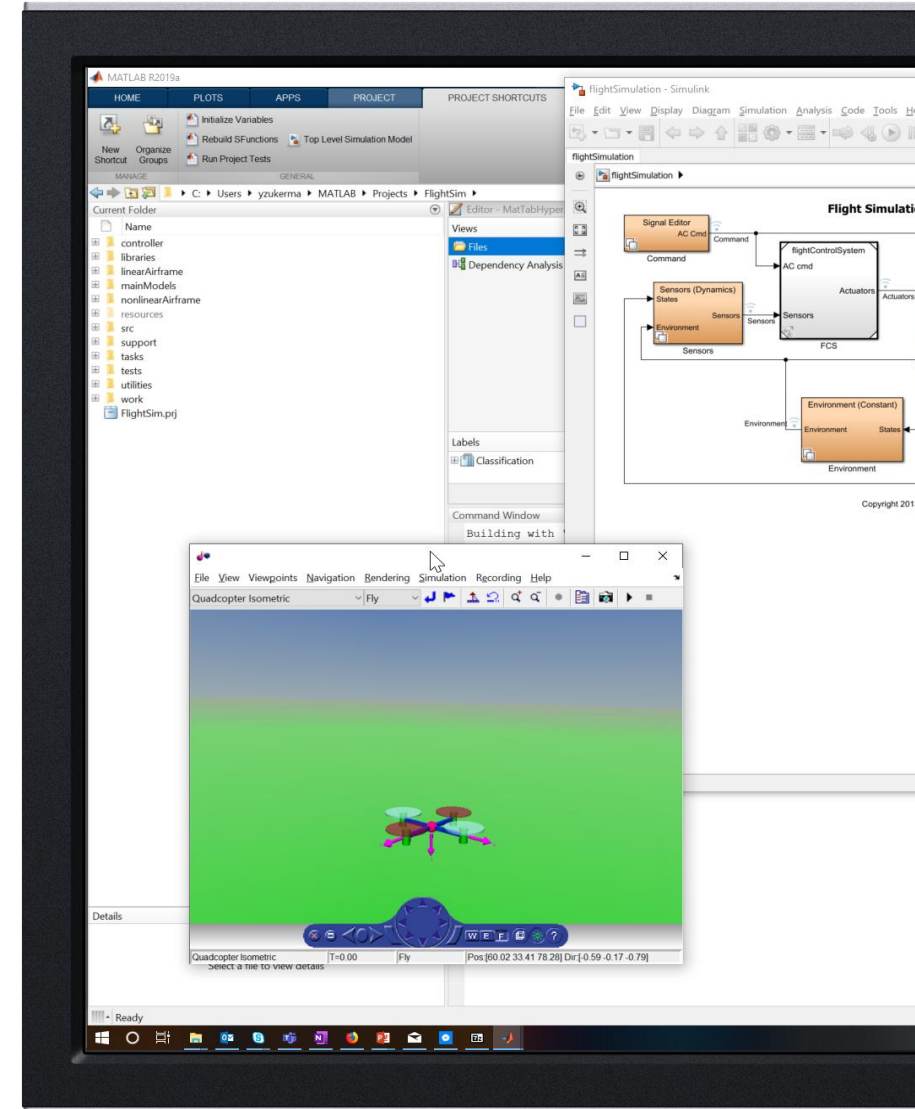 MATLAB R2019a
HOME PLOTS APPS PROJECT PROJECT SHORTCUTS
Initialize Variables
Rebuild SFunctions Top Level Simulation Model
Run Project Tests
New Shortcut
Organize Groups
MANAGE GENERAL
C: Users yzukerma MATLAB Projects FlightSim
Current Folder
Name
controller
libraries
linearAirframe
mainModels
nonlinearAirframe
resources
src
support
tasks
tests
utilities
work
FlightSim.prj
Details
Select a file to view details
Ready
Editor - MatTabHyper
Views
Files
Dependency Analysis
Labels
Classification
Command Window
Building with '
flightSimulation - Simulink
File Edit View Display Diagram Simulation Analysis Code Tools He
flightSimulation
flightSimulation
Flight Simulati
Signal Editor
AC Cmd
Command
Command
flightControlSystem
AC cmd
Actuators
Actuators
Sensors
FCS
Sensors (Dynamics)
States
Sensors
Sensors
Environment
Sensors
Environment (Constant)
Environment
Environment
States
Environment
Copyright 201
File View Viewpoints Navigation Rendering Simulation Recording Help
Quadcopter Isometric Fly
W E F ?
Quadcopter Isometric T=0.00 Fly Pos:[60.02 33.41 78.28] Dir:[-0.59 -0.17 -0.79]